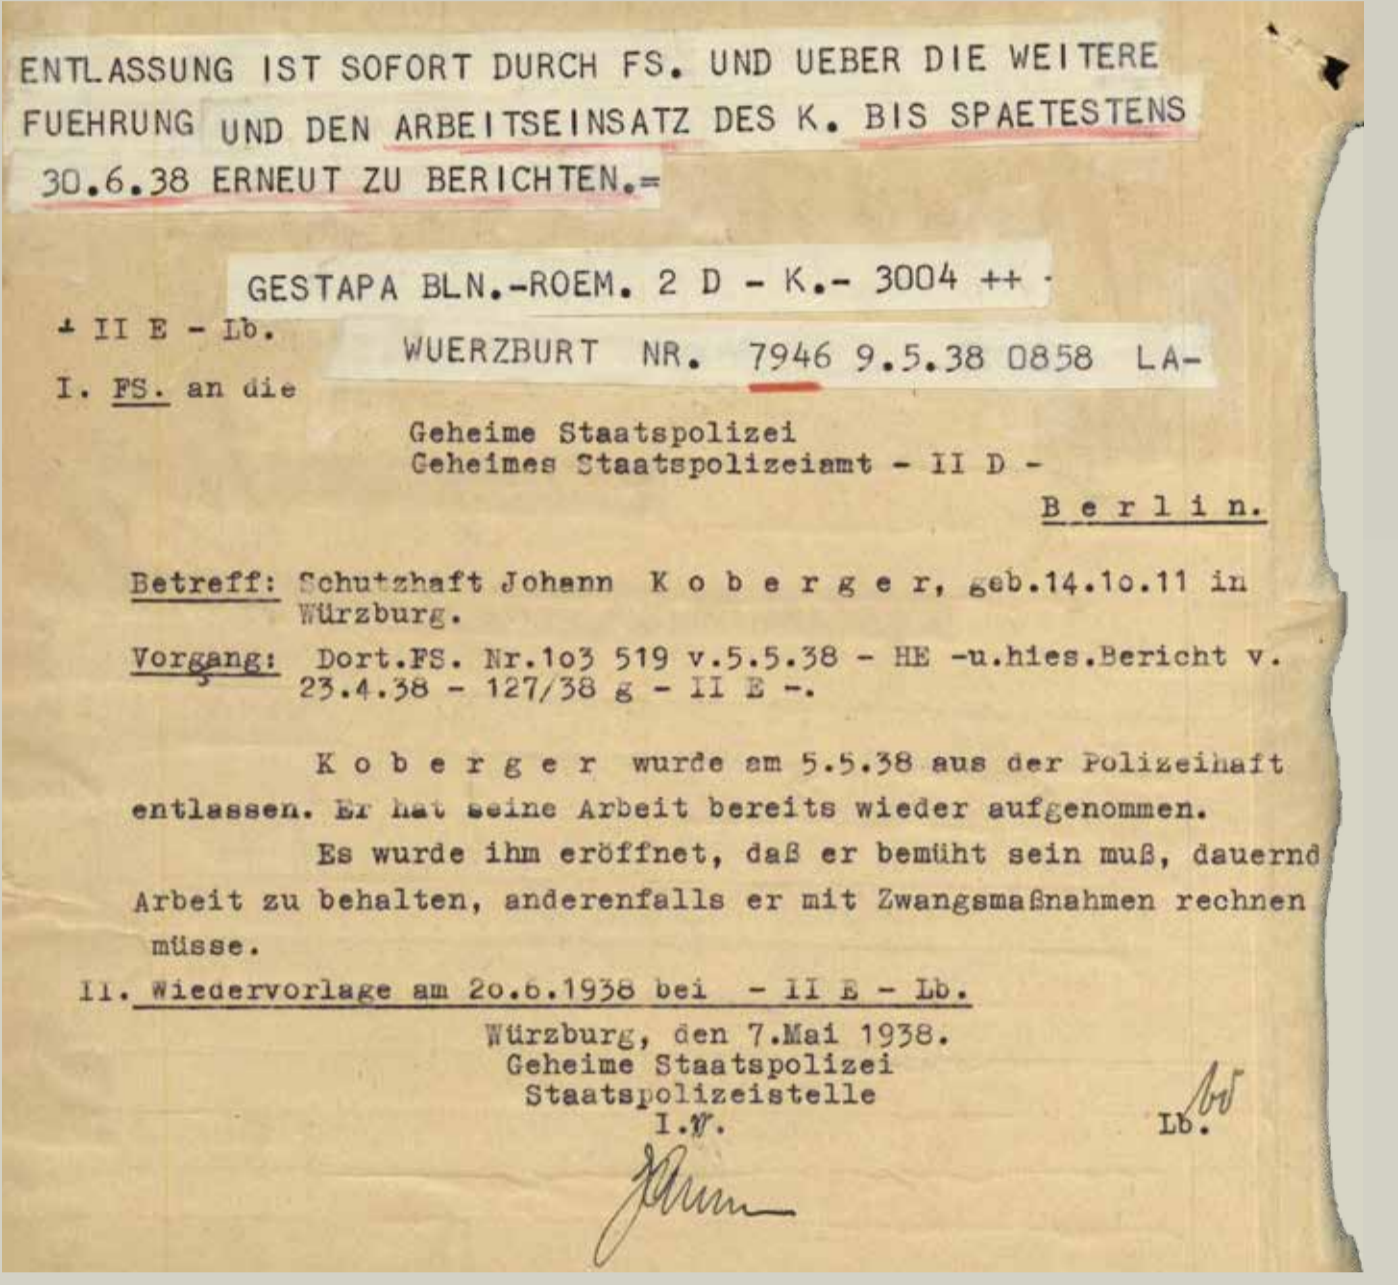 ENTLASSUNG IST SOFORT DURCH FS. UND UEBER DIE WEITERE
FUEHRUNG UND DEN ARBEITSEINSATZ DES K. BIS SPAETESTENS
30.6.38 ERNEUT ZU BERICHTEN.=
GESTAPA BLN.-ROEM. 2 D - K.- 3004 ++
II E - Lb.
WUERZBURT NR. 7946 9.5.38 0858 LA-
I. FS. an die
Geheime Staatspolizei
Geheimes Staatspolizeiamt - II D -
B e r l i n.
Betreff: Schutzhaft Johann K o b e r g e r, geb.14.10.11 in
Würzburg.
Vorgang: Dort.FS. Nr.103 519 v.5.5.38 - HE -u.hies.Bericht v.
23.4.38 - 127/38 g - II E -.
K o b e r g e r wurde am 5.5.38 aus der Polizeihaft
entlassen. Er hat seine Arbeit bereits wieder aufgenommen.
Es wurde ihm eröffnet, daß er bemüht sein muß, dauernd
Arbeit zu behalten, anderenfalls er mit Zwangsmaßnahmen rechnen
müsse.
II. Wiedervorlage am 20.6.1938 bei - II E - Lb.
Würzburg, den 7.Mai 1938.
Geheime Staatspolizei
Staatspolizeistelle
I.V.
Lb.